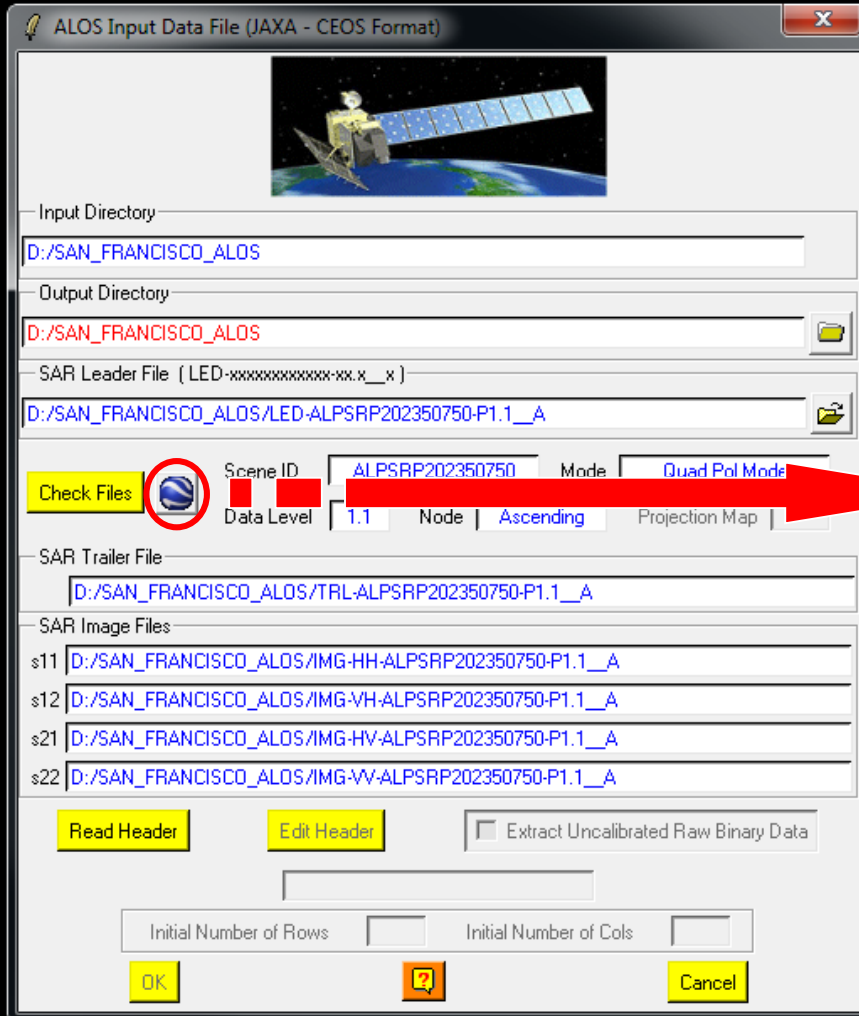 ALOS Input Data File (JAXA - CEOS Format)
Input Directory
D:/SAN_FRANCISCO_ALOS
Output Directory
D:/SAN_FRANCISCO_ALOS
SAR Leader File ( LED-xxxxxxxxxxxx-xx.x__x )
D:/SAN_FRANCISCO_ALOS/LED-ALPSRP202350750-P1.1__A
Check Files Scene ID ALPSRP202350750 Mode Quad Pol Mode
Data Level 1.1 Node Ascending Projection Map
SAR Trailer File
D:/SAN_FRANCISCO_ALOS/TRL-ALPSRP202350750-P1.1__A
SAR Image Files
s11 D:/SAN_FRANCISCO_ALOS/IMG-HH-ALPSRP202350750-P1.1__A
s12 D:/SAN_FRANCISCO_ALOS/IMG-VH-ALPSRP202350750-P1.1__A
s21 D:/SAN_FRANCISCO_ALOS/IMG-HV-ALPSRP202350750-P1.1__A
s22 D:/SAN_FRANCISCO_ALOS/IMG-VV-ALPSRP202350750-P1.1__A
Read Header Edit Header Extract Uncalibrated Raw Binary Data
Initial Number of Rows Initial Number of Cols
OK ? Cancel